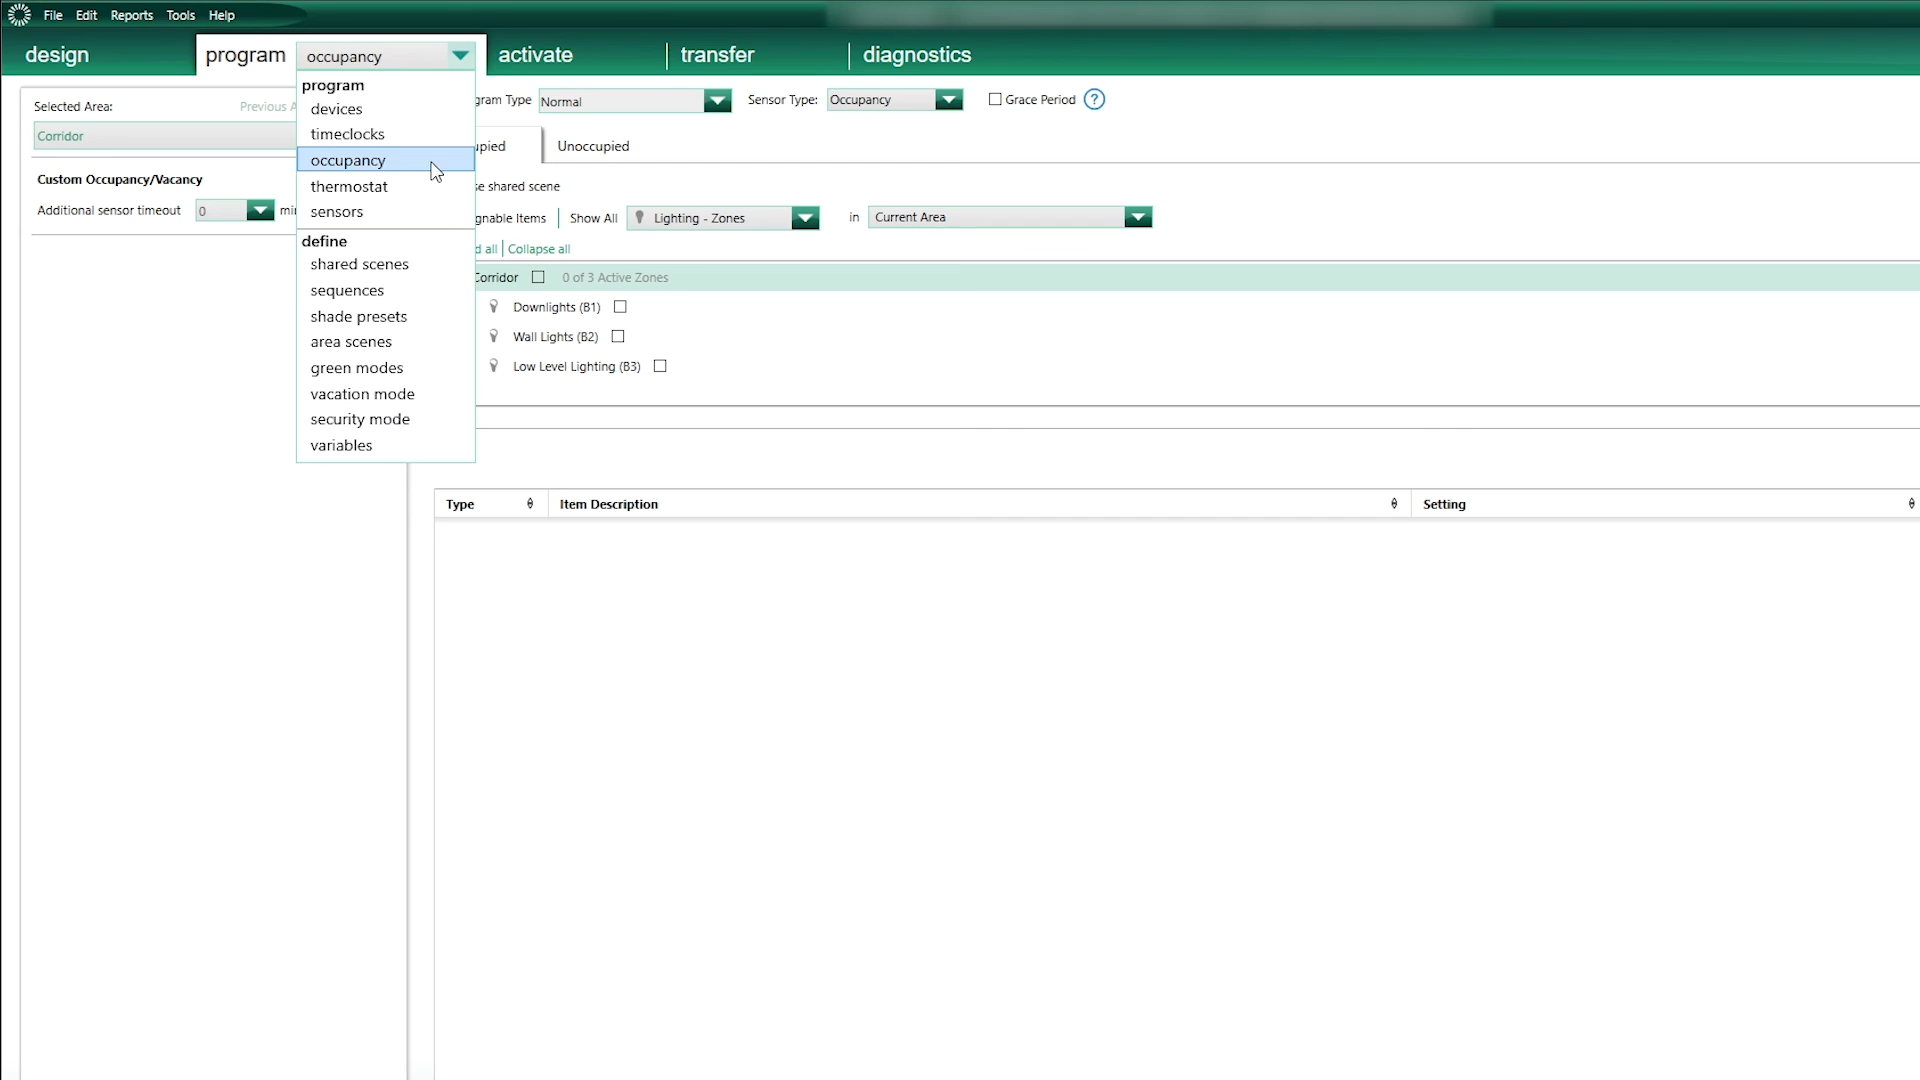 File Edit Reports Tools Help
design program occupancy activate transfer diagnostics
program
devices
timeclocks
occupancy
thermostat
sensors
define
shared scenes
sequences
shade presets
area scenes
green modes
vacation mode
security mode
variables
Selected Area: Previous A
Corridor
Custom Occupancy/Vacancy
Additional sensor timeout 0 mi
gram Type Normal Sensor Type: Occupancy Grace Period ?
pied Unoccupied
se shared scene
gnable Items Show All Lighting - Zones in Current Area
d all Collapse all
Corridor 0 of 3 Active Zones
Downlights (B1)
Wall Lights (B2)
Low Level Lighting (B3)
Type Item Description Setting